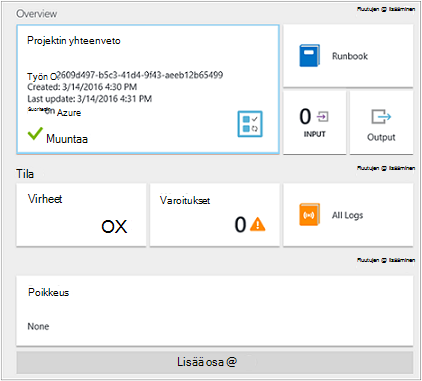 Overview
Ruutujen @ lisääminen
Projektin yhteenveto
Työn O.2609d497-b5c3-41d4-9f43-aeeb12b65499
Created: 3/14/2016 4:30 PM
Last update: 3/14/2016 4:31 PM
on Azure
Muuntaa
Runbook
0
INPUT
Output
Tila
Ruutujen @ lisääminen
Virheet
OX
Varoitukset
0
All Logs
Ruutujen @ lisääminen
Poikkeus
None
Lisää osa @